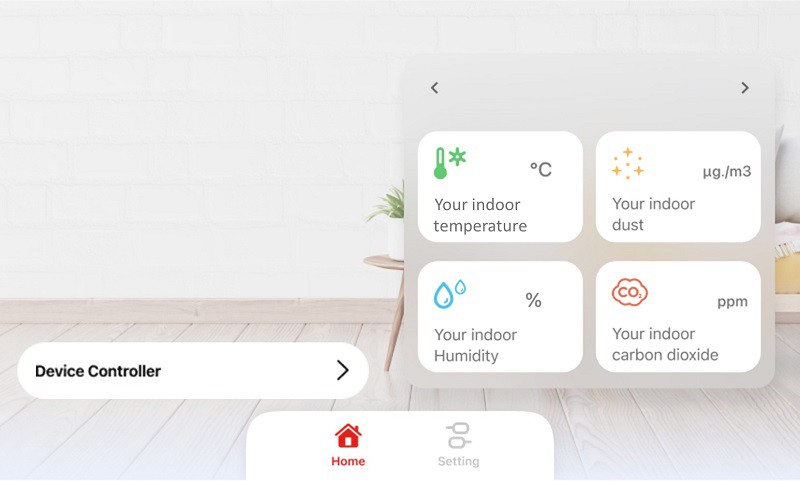 °C
Your indoor
temperature
µg./m3
Your indoor
dust
%
Your indoor
Humidity
CO₂
ppm
Your indoor
carbon dioxide
Device Controller
Home
Setting